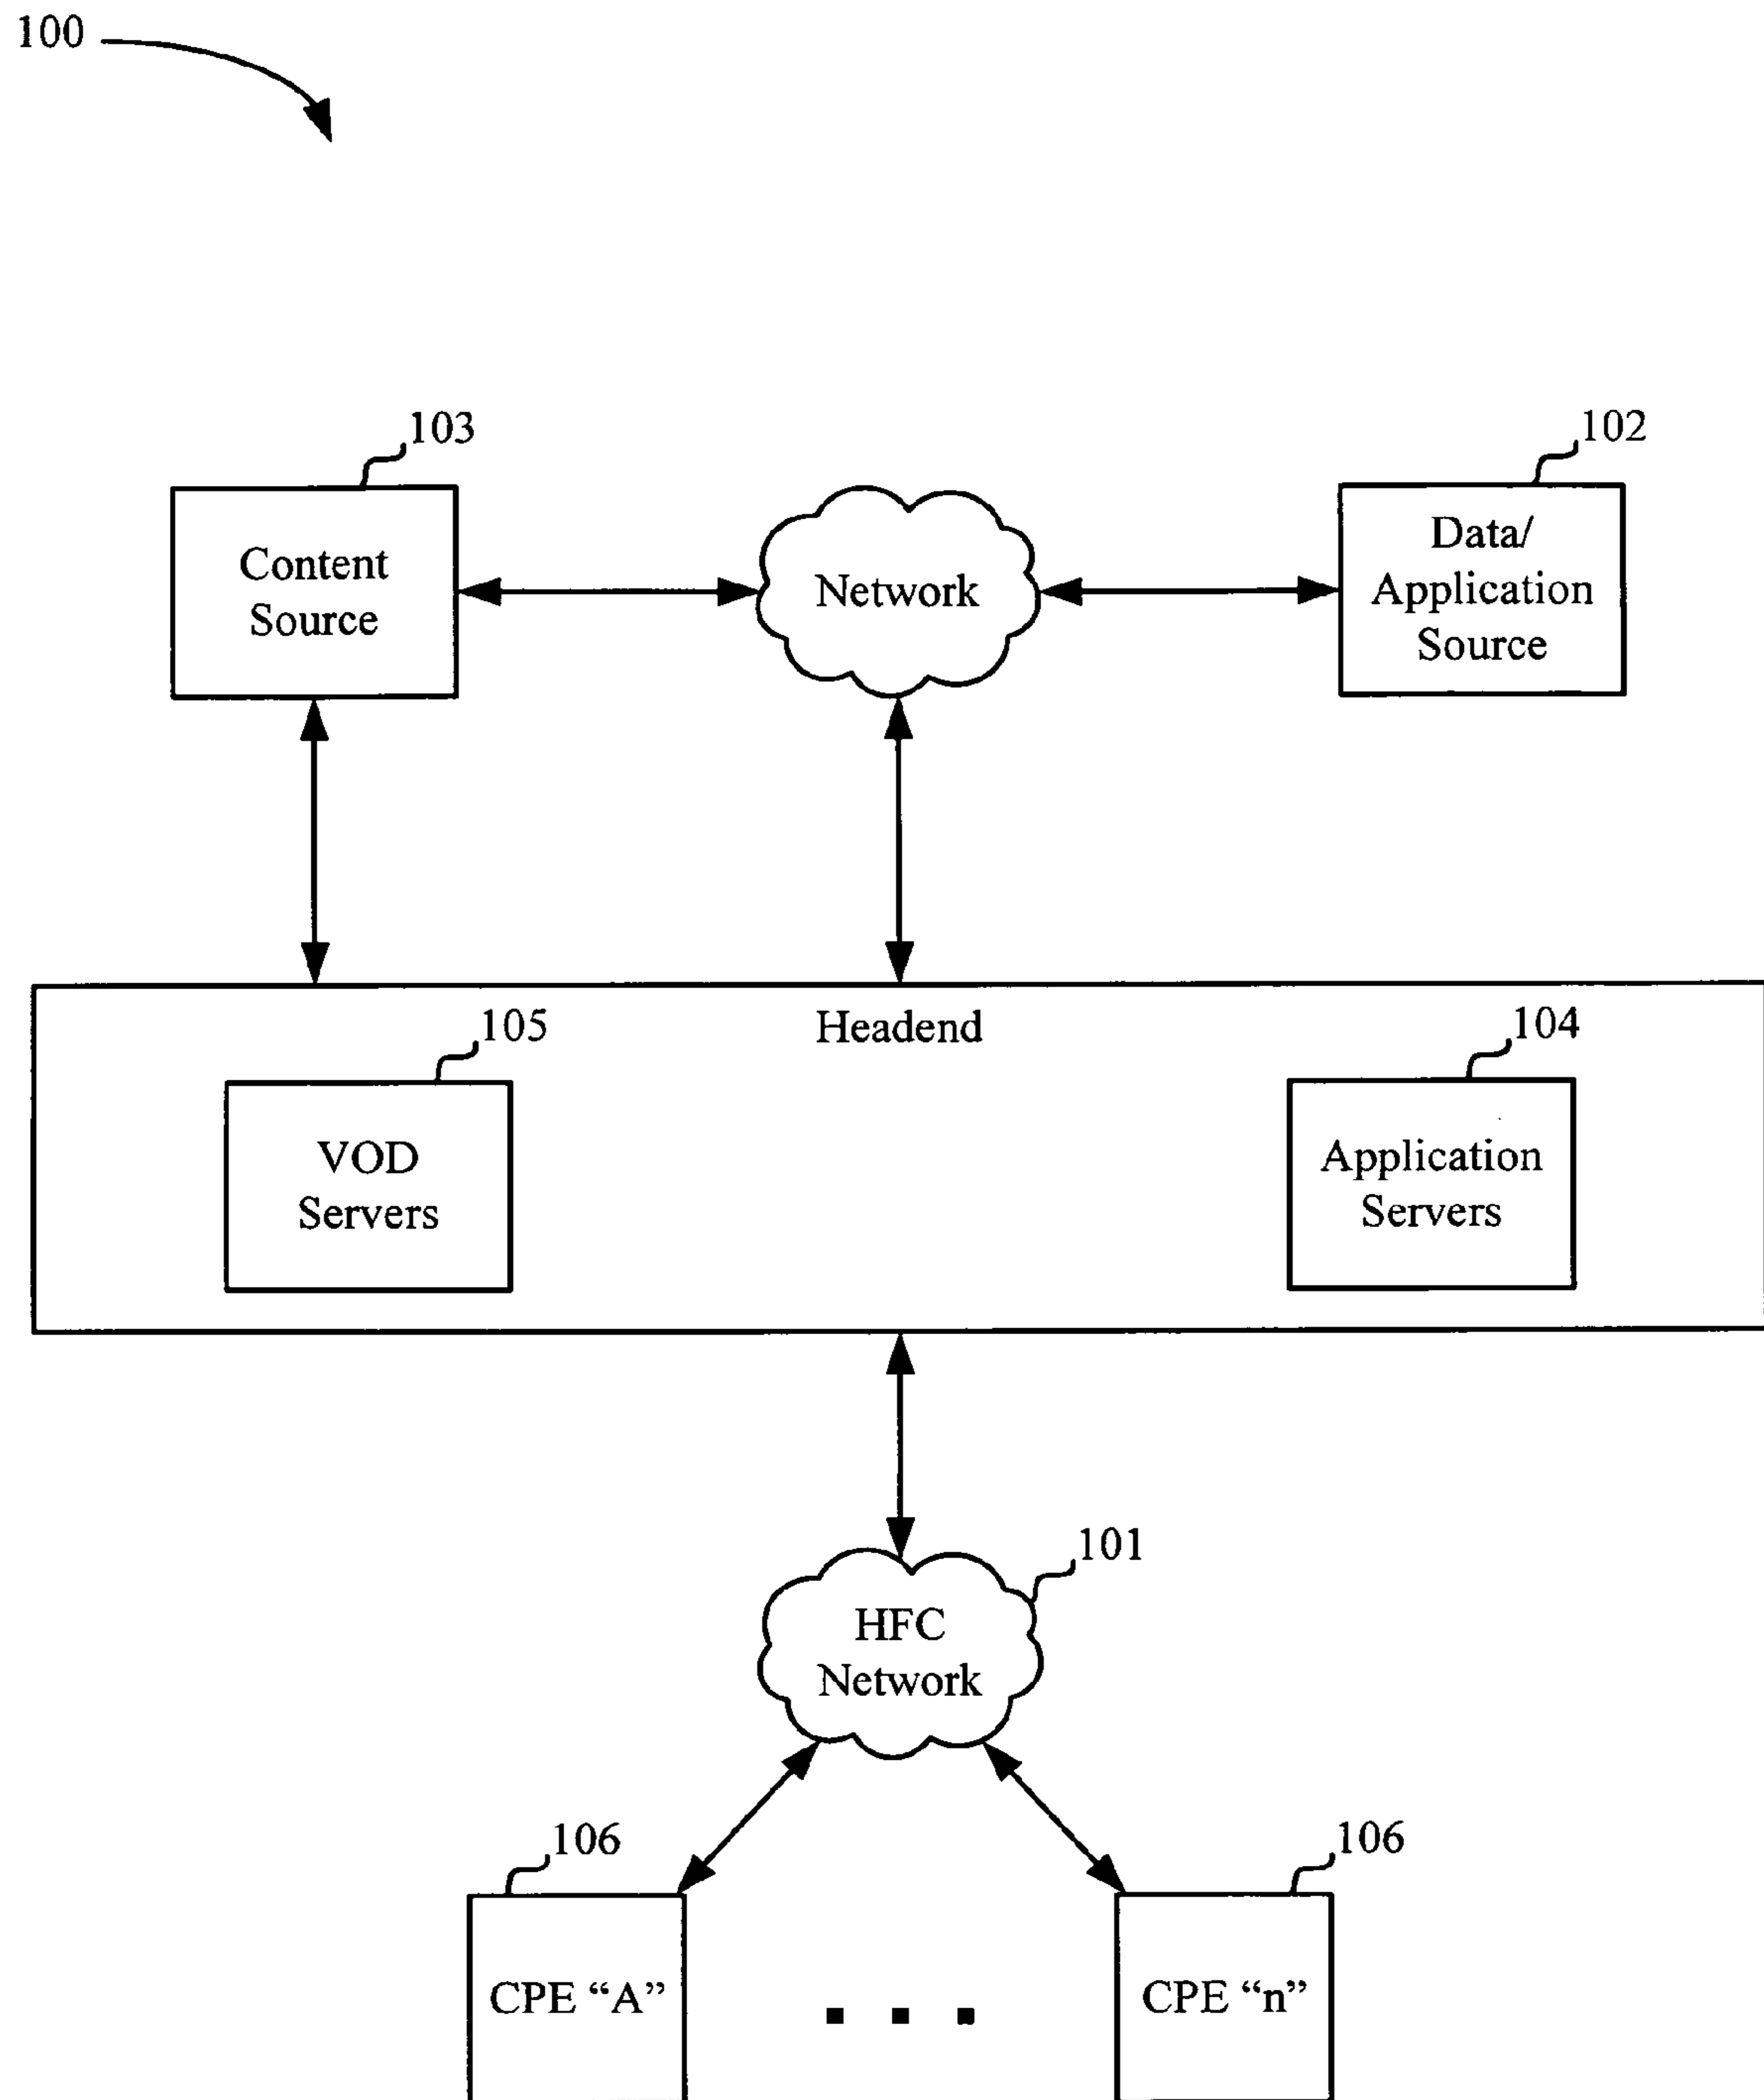 100
103
102
Content
Source
Network
Data/
Application
Source
Headend
105
104
VOD
Servers
Application
Servers
101
HFC
Network
106
106
CPE “A”
CPE “n”